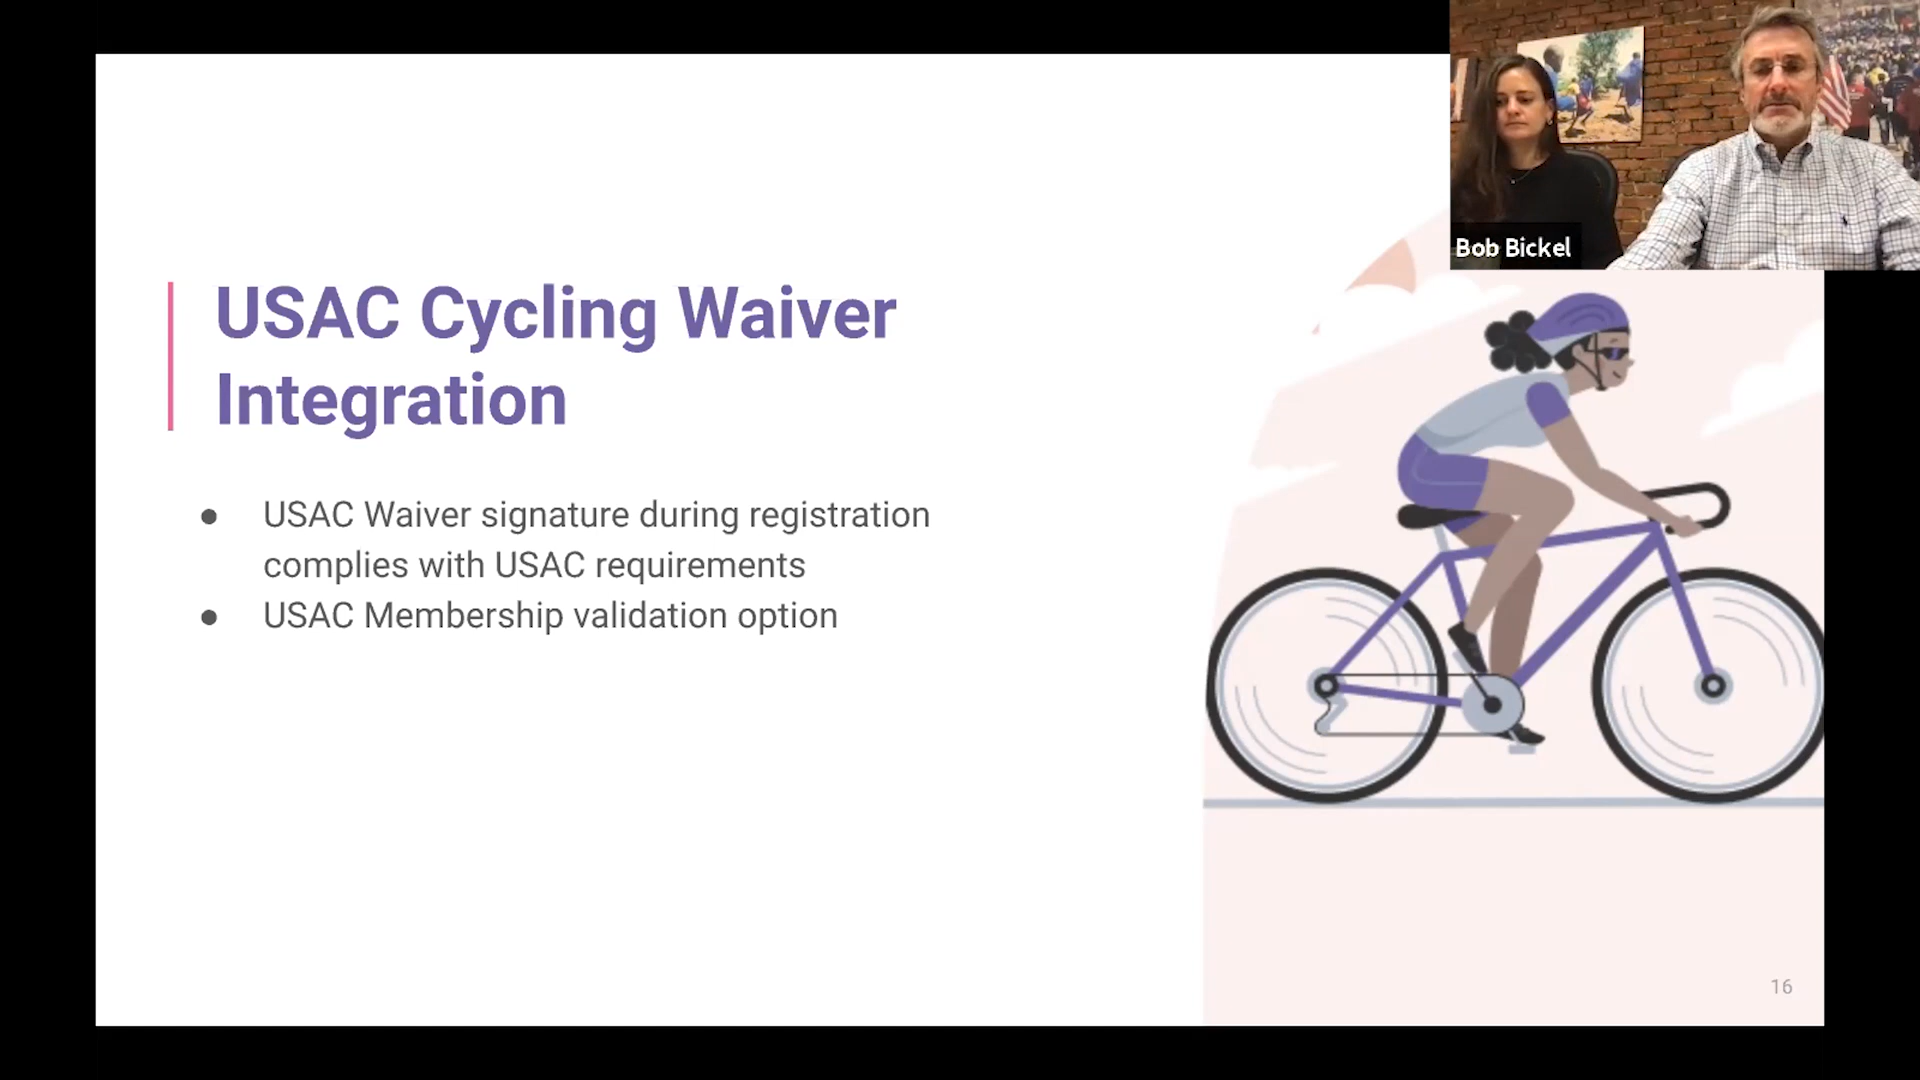 Bob Bickel
USAC Cycling Waiver
Integration
● USAC Waiver signature during registration
complies with USAC requirements
● USAC Membership validation option
16